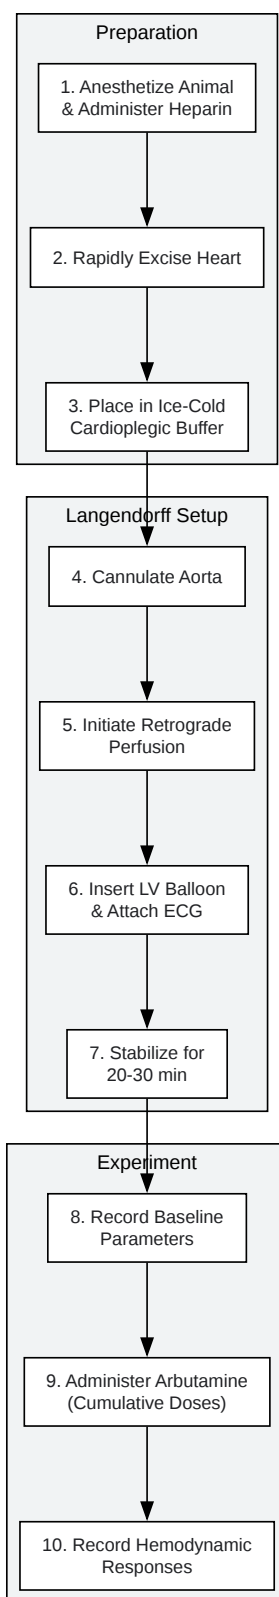 Preparation
1. Anesthetize Animal
& Administer Heparin
2. Rapidly Excise Heart
3. Place in Ice-Cold
Cardioplegic Buffer
Langendorff Setup
4. Cannulate Aorta
5. Initiate Retrograde
Perfusion
6. Insert LV Balloon
& Attach ECG
7. Stabilize for
20-30 min
Experiment
8. Record Baseline
Parameters
9. Administer Arbutamine
(Cumulative Doses)
10. Record Hemodynamic
Responses